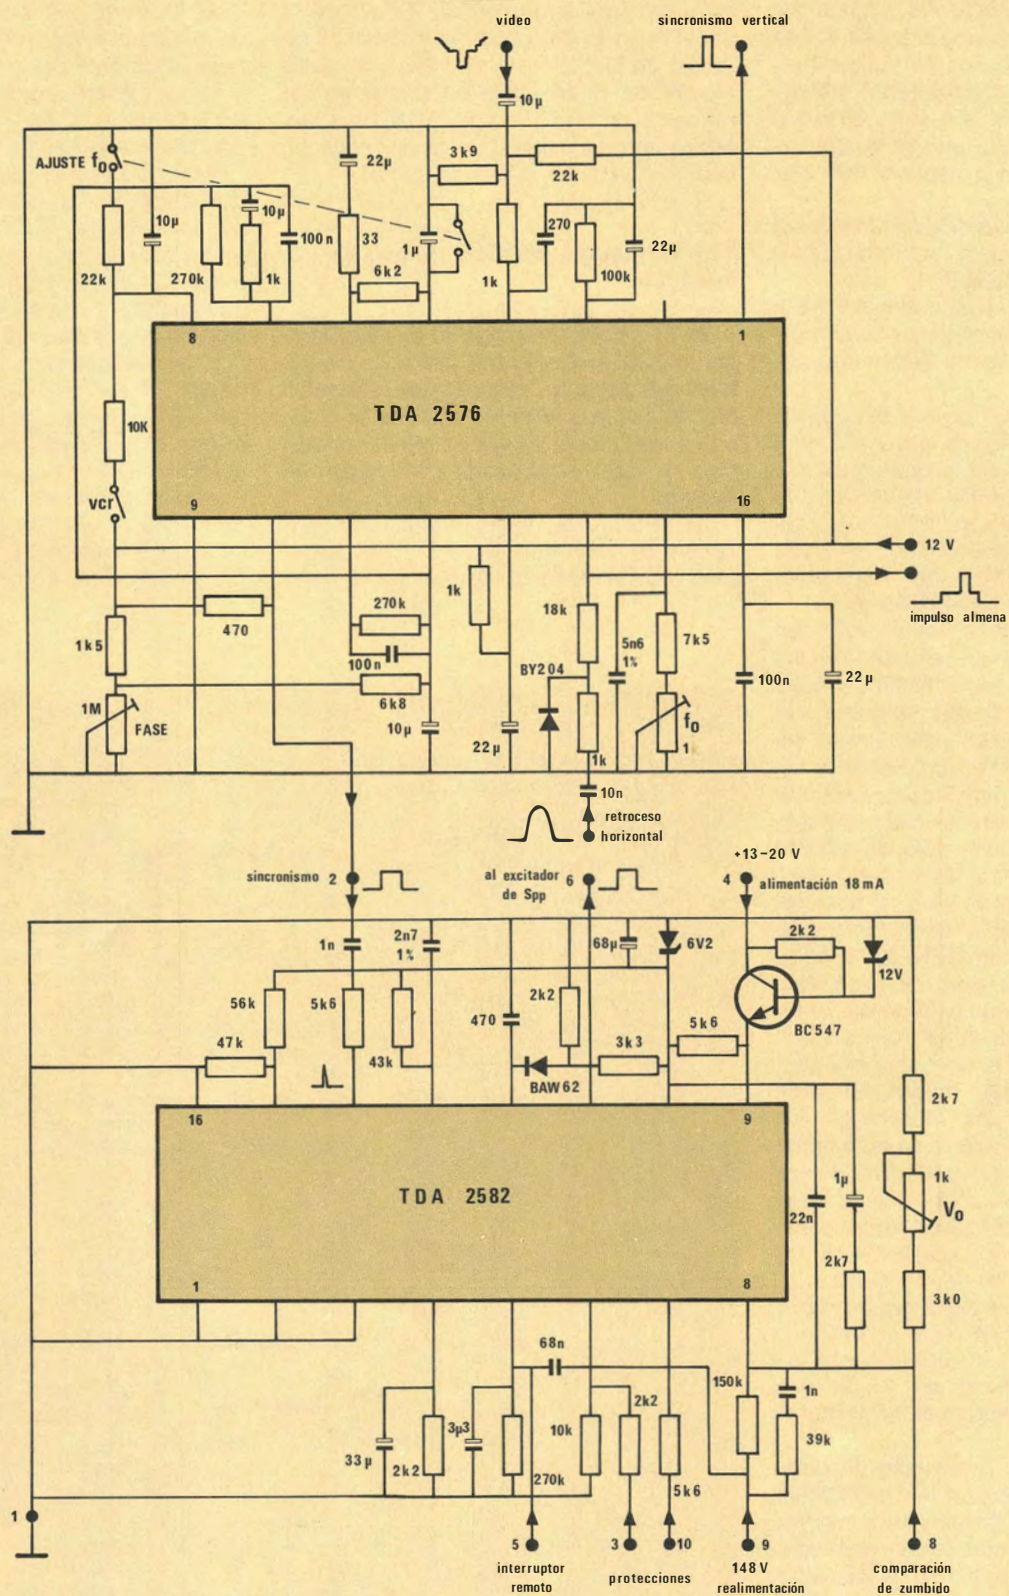 video
sincronismo vertical
10µ
AJUSTE f₀
22µ
3k9
22k
10µ
10µ
33
270
22µ
100n
1µ
22k
270k
1k
6k2
1k
100k
8
1
TDA 2576
10K
9
16
vcr
12 V
1k
impulso almena
470
270k
18k
5n6
1%
7k5
1k5
100n
BY204
100n
22µ
6k8
1M
FASE
10µ
22µ
f₀
1
1k
10n
retroceso
horizontal
+13-20 V
sincronismo 2
al excitador
de Spp
6
4
alimentación 18mA
1n
2n7
1%
68µ
6V2
2k2
12V
56k
5k6
2k2
470
BC547
47k
43k
3k3
5k6
BAW 62
16
9
2k7
TDA 2582
1k
V₀
1µ
22n
2k7
1
8
3k0
68n
150k
1n
2k2
33µ
2k2
3µ3
10k
39k
270k
5k6
1
5
3
10
9
8
interruptor
remoto
protecciones
148 V
realimentación
comparación
de zumbido